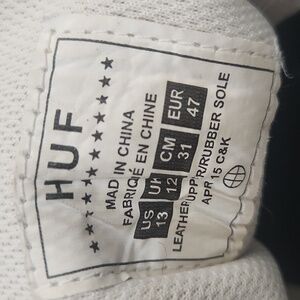 HUF
★★★★★★★★★★
MADE IN CHINA
FABRIQUÉ EN CHINE
US UK CM EUR
13 12 31 47
LEATHER UPP'R/RUBBER SOLE
APR 15 C&K